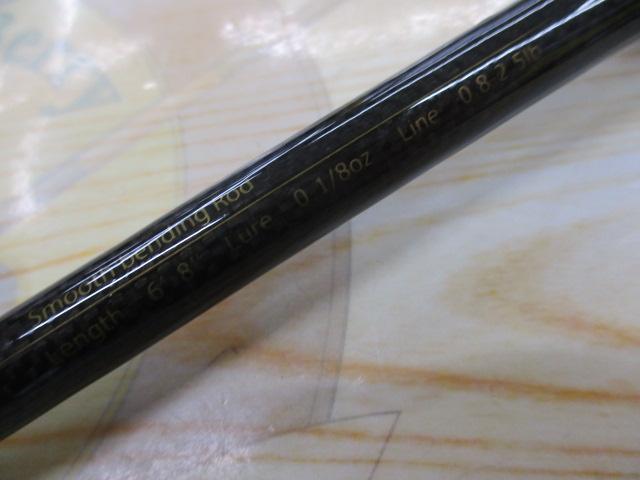 Smooth Bending Rod
Length 6' 8" Lure 0 1/8oz Line 0 8-2 5lb